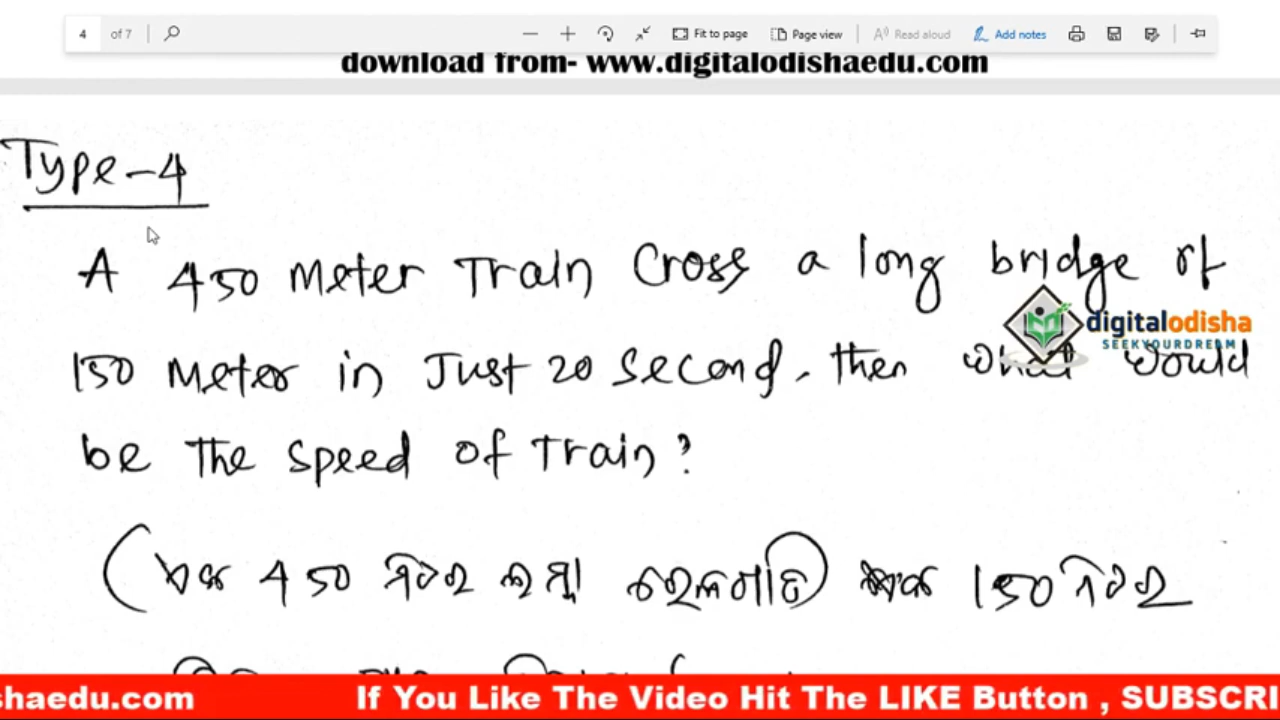 4 of 7 Fit to page Page view Read aloud Add notes
download from- www.digitalodishaedu.com
Type-4
A 450 Meter Train Cross a long bridge of
digitalodisha
SEEKYOURDREAM
150 Meter in Just 20 Second, then what would
be the speed of Train?
(ଏକ 450 ମିଟର ଲମ୍ବା ରେଳଗାଡି 150 ମିଟର
shaedu.com If You Like The Video Hit The LIKE Button , SUBSCRI